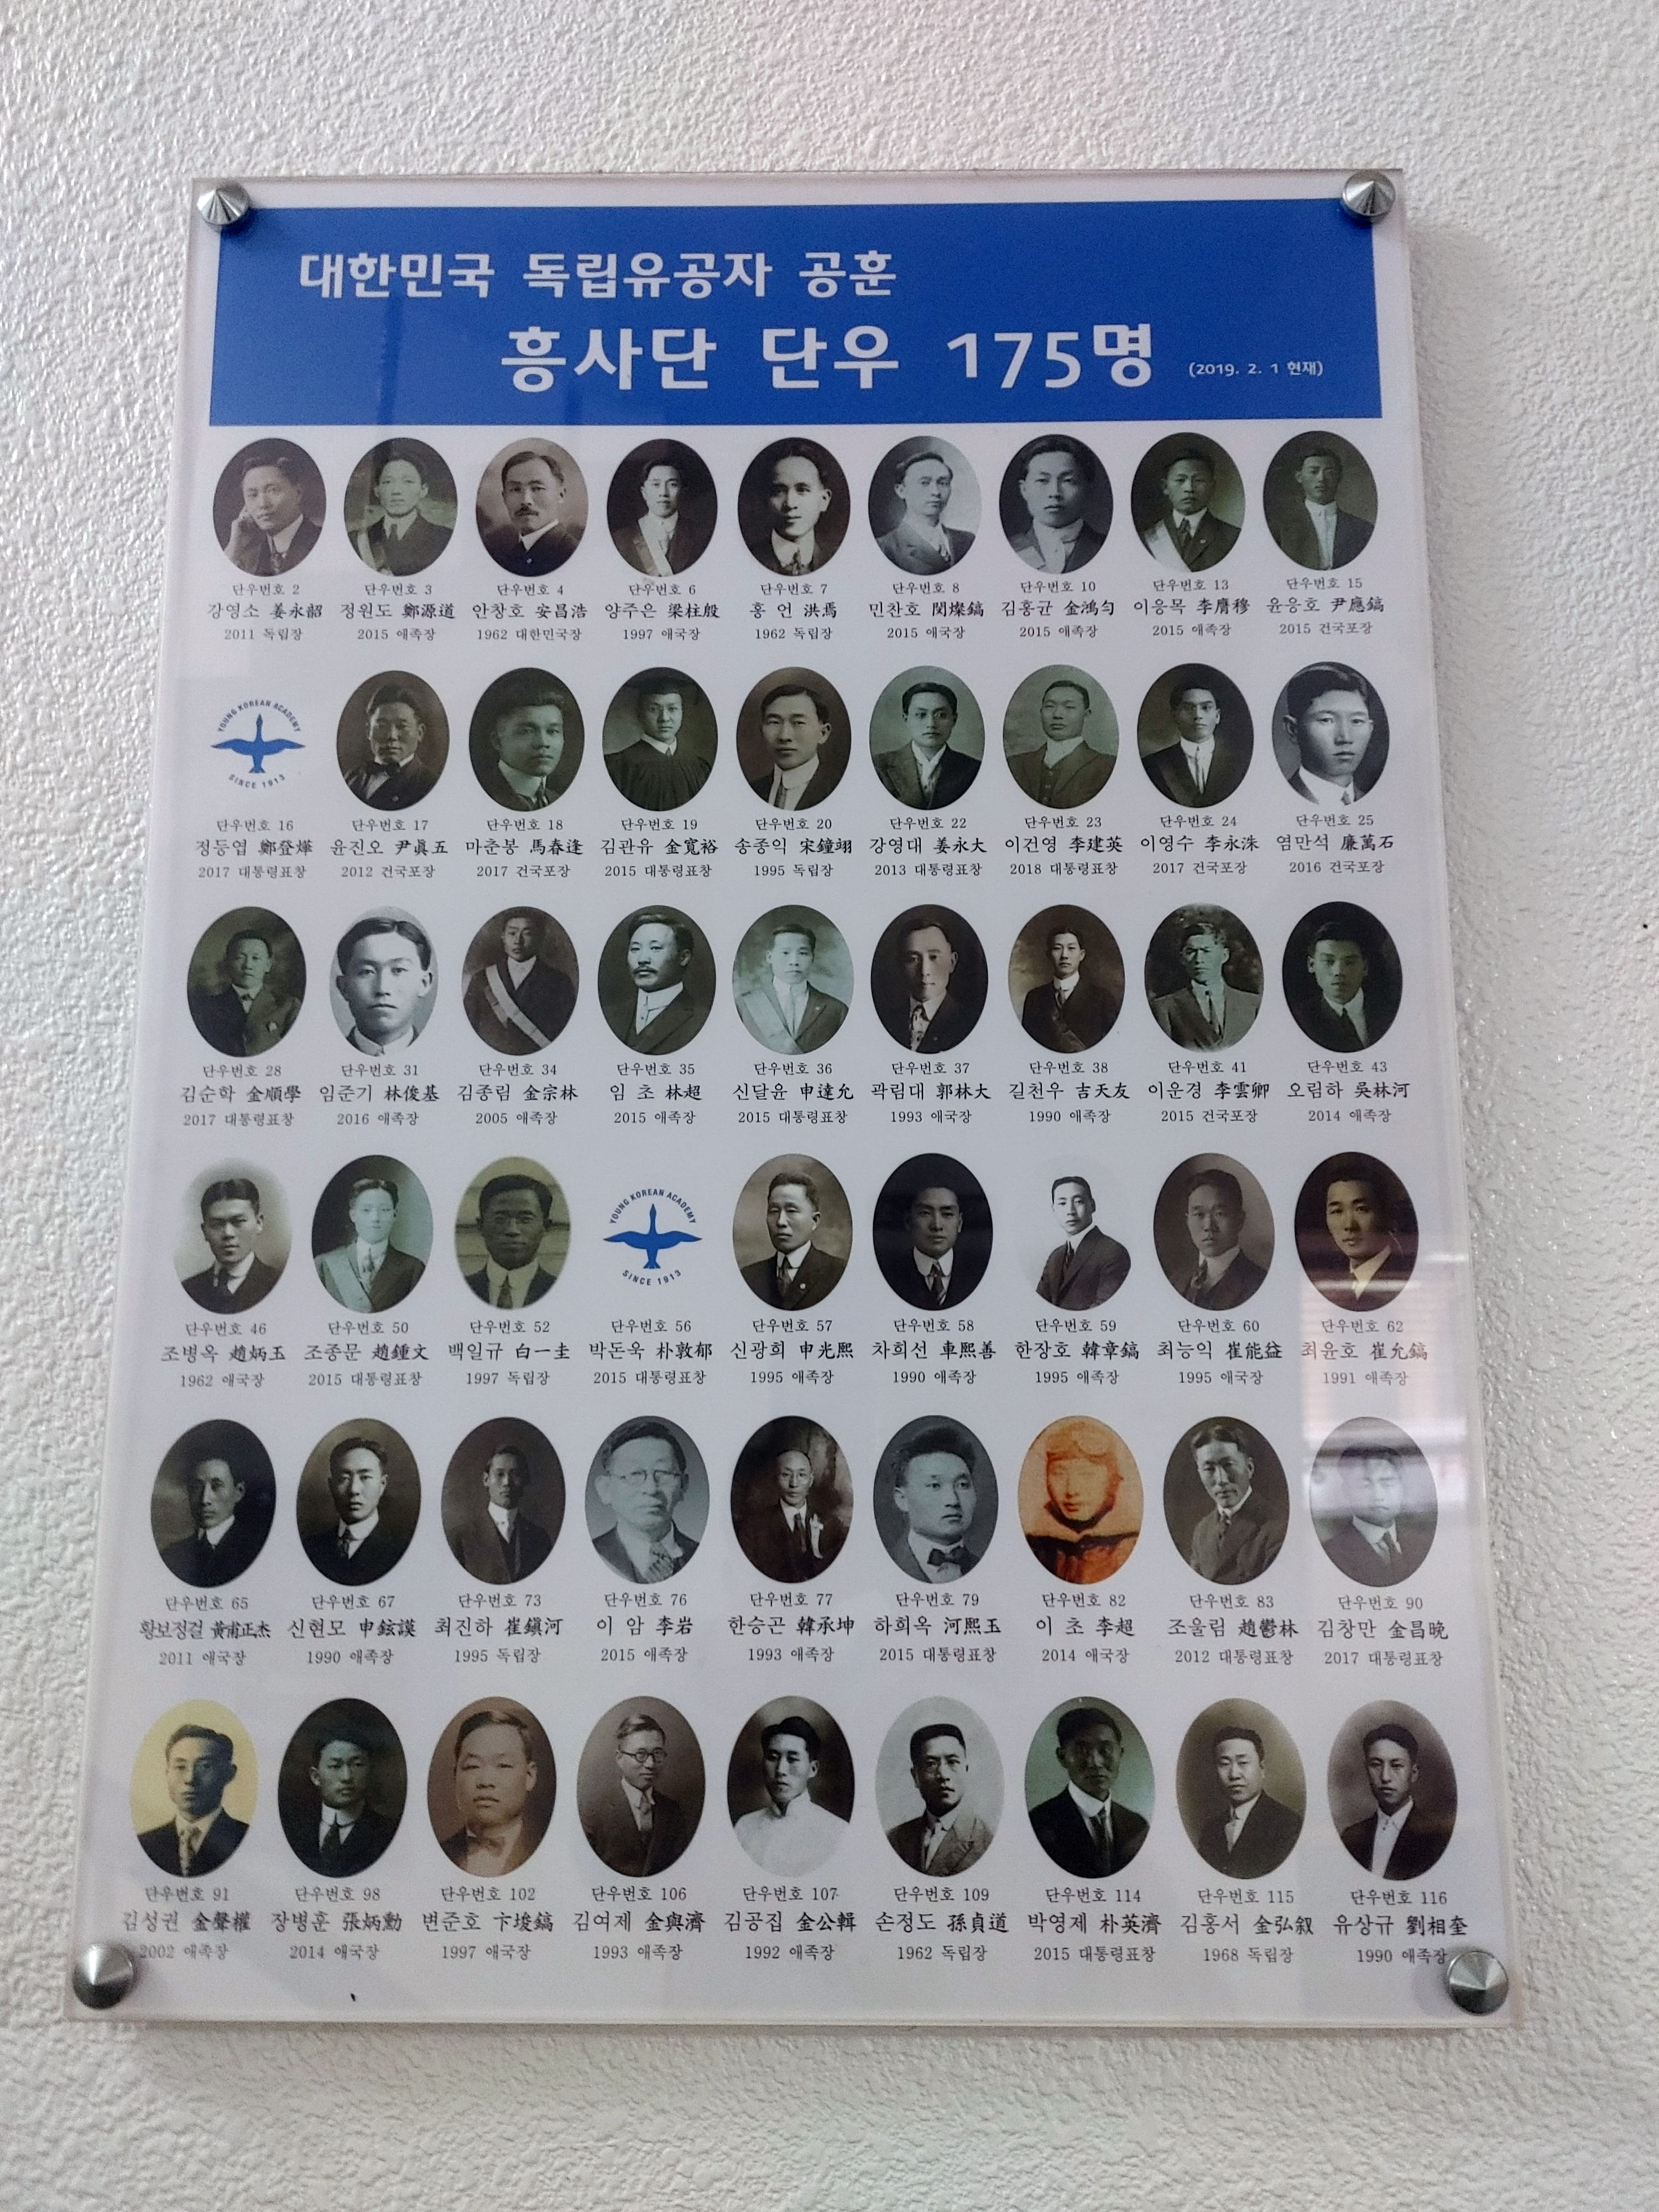 대한민국 독립유공자 공훈
흥사단 단우 175명 (2019. 2. 1 현재)
단우번호 2 단우번호 3 단우번호 4 단우번호 6 단우번호 7 단우번호 8 단우번호 10 단우번호 13 단우번호 15
강영소 姜永韶 정원도 鄭源道 안창호 安昌浩 양주은 梁柱殷 홍 언 洪焉 민찬호 閔燦鎬 김홍균 金鴻勻 이응목 李膺穆 윤응호 尹應鎬
2011 독립장 2015 애족장 1962 대한민국장 1997 애국장 1962 독립장 2015 애국장 2015 애족장 2015 애족장 2015 건국포장
YOUNG KOREAN ACADEMY
SINCE 1913
단우번호 16 단우번호 17 단우번호 18 단우번호 19 단우번호 20 단우번호 22 단우번호 23 단우번호 24 단우번호 25
정등엽 鄭登燁 윤진오 尹眞五 마춘봉 馬春逢 김관유 金寬裕 송종익 宋鐘翊 강영대 姜永大 이건영 李建英 이영수 李永洙 염만석 廉萬石
2017 대통령표창 2012 건국포장 2017 건국포장 2015 대통령표창 1995 독립장 2013 대통령표창 2018 대통령표창 2017 건국포장 2016 건국포장
단우번호 28 단우번호 31 단우번호 34 단우번호 35 단우번호 36 단우번호 37 단우번호 38 단우번호 41 단우번호 43
김순학 金順學 임준기 林俊基 김종림 金宗林 임 초 林超 신달윤 申達允 곽림대 郭林大 길천우 吉天友 이운경 李雲卿 오림하 吳林河
2017 대통령표창 2016 애족장 2005 애족장 2015 애족장 2015 대통령표창 1993 애국장 1990 애족장 2015 건국포장 2014 애족장
YOUNG KOREAN ACADEMY
SINCE 1913
단우번호 46 단우번호 50 단우번호 52 단우번호 56 단우번호 57 단우번호 58 단우번호 59 단우번호 60 단우번호 62
조병옥 趙炳玉 조종문 趙鍾文 백일규 白一圭 박돈욱 朴敦郁 신광희 申光熙 차희선 車熙善 한장호 韓章鎬 최능익 崔能益 최윤호 崔允鎬
1962 애국장 2015 대통령표창 1997 독립장 2015 대통령표창 1995 애족장 1990 애족장 1995 애족장 1995 애국장 1991 애족장
단우번호 65 단우번호 67 단우번호 73 단우번호 76 단우번호 77 단우번호 79 단우번호 82 단우번호 83 단우번호 90
황보정걸 黃甫正杰 신현모 申鉉謨 최진하 崔鎭河 이 암 李岩 한승곤 韓承坤 하희옥 河熙玉 이 초 李超 조울림 趙鬱林 김창만 金昌晩
2011 애국장 1990 애족장 1995 독립장 2015 애족장 1993 애족장 2015 대통령표창 2014 애국장 2012 대통령표창 2017 대통령표창
단우번호 91 단우번호 98 단우번호 102 단우번호 106 단우번호 107 단우번호 109 단우번호 114 단우번호 115 단우번호 116
김성권 金聲權 장병훈 張炳勳 변준호 卞埈鎬 김여제 金與濟 김공집 金公輯 손정도 孫貞道 박영제 朴英濟 김홍서 金弘叙 유상규 劉相奎
2002 애족장 2014 애국장 1997 애국장 1993 애족장 1992 애족장 1962 독립장 2015 대통령표창 1968 독립장 1990 애족장